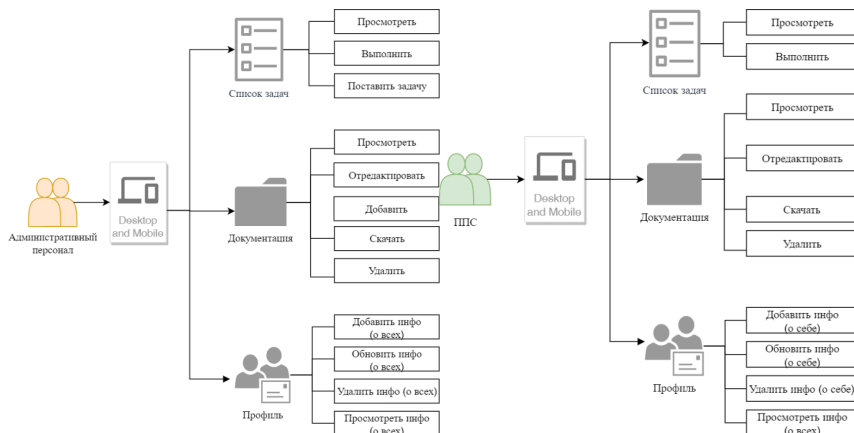 Административный
персонал
Desktop
and Mobile
Список задач
Просмотреть
Выполнить
Поставить задачу
Документация
Просмотреть
Отредактировать
Добавить
Скачать
Удалить
Профиль
Добавить инфо
(о всех)
Обновить инфо
(о всех)
Удалить инфо (о всех)
Просмотреть инфо
(о всех)
ППС
Desktop
and Mobile
Список задач
Просмотреть
Выполнить
Документация
Просмотреть
Отредактировать
Скачать
Удалить
Профиль
Добавить инфо
(о себе)
Обновить инфо
(о себе)
Удалить инфо (о себе)
Просмотреть инфо
(о всех)